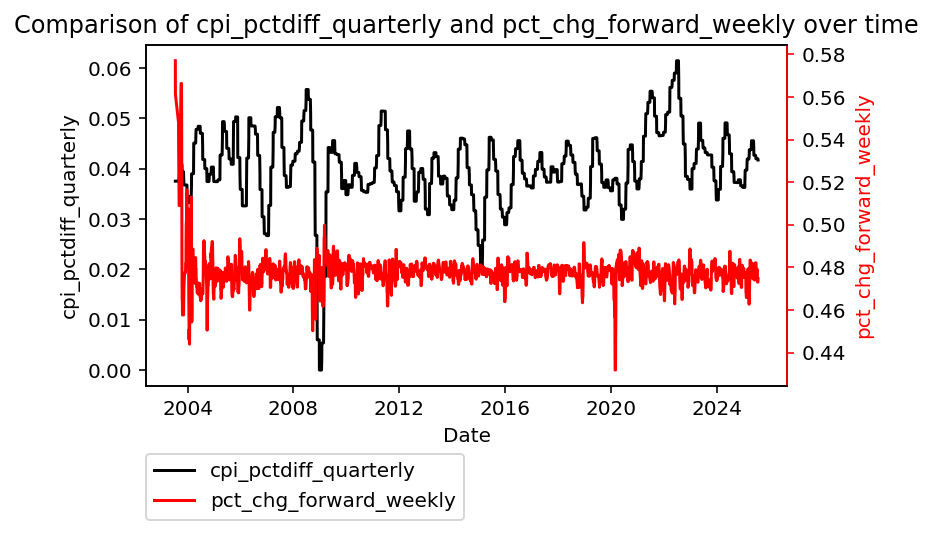 Comparison of cpi_pctdiff_quarterly and pct_chg_forward_weekly over time
cpi_pctdiff_quarterly
0.06
0.05
0.04
0.03
0.02
0.01
0.00
0.58
0.56
0.54
0.52
0.50
0.48
0.46
0.44
pct_chg_forward_weekly
2004 2008 2012 2016 2020 2024
Date
cpi_pctdiff_quarterly
pct_chg_forward_weekly